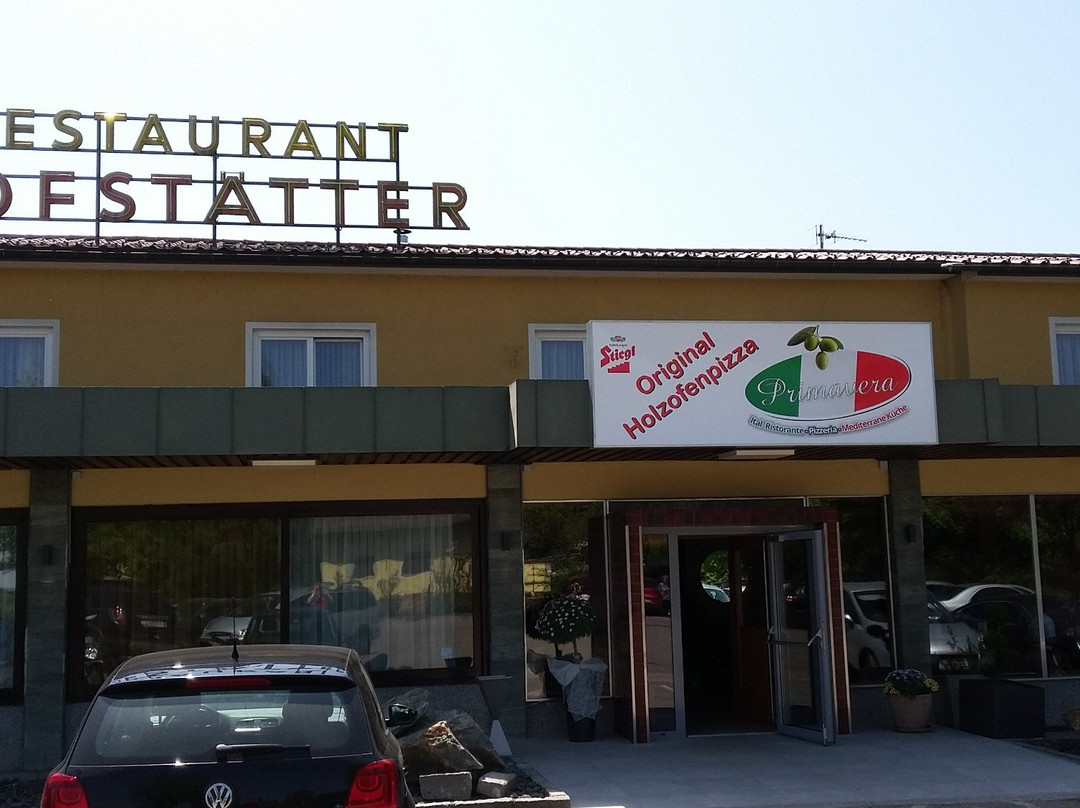 ESTAURANT
OFSTÄTTER
Stiegl
Original
Holzofenpizza
Primavera
Ital. Ristorante•Pizzeria•Mediterrane Küche